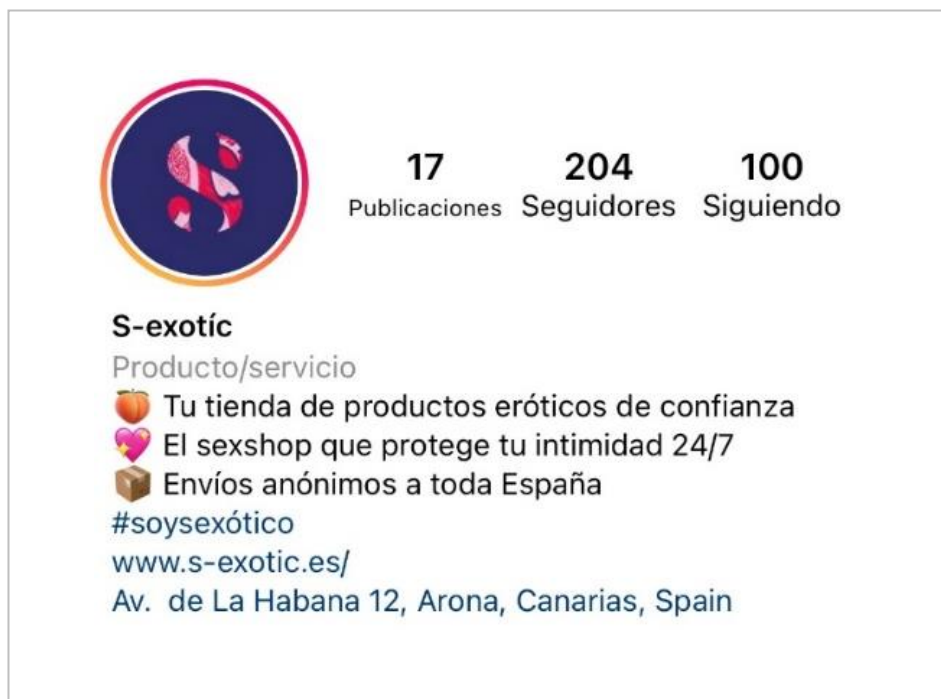 S
17 204 100
Publicaciones Seguidores Siguiendo
S-exotíc
Producto/servicio
🍑 Tu tienda de productos eróticos de confianza
💖 El sexshop que protege tu intimidad 24/7
📦 Envíos anónimos a toda España
#soysexótico
www.s-exotic.es/
Av. de La Habana 12, Arona, Canarias, Spain